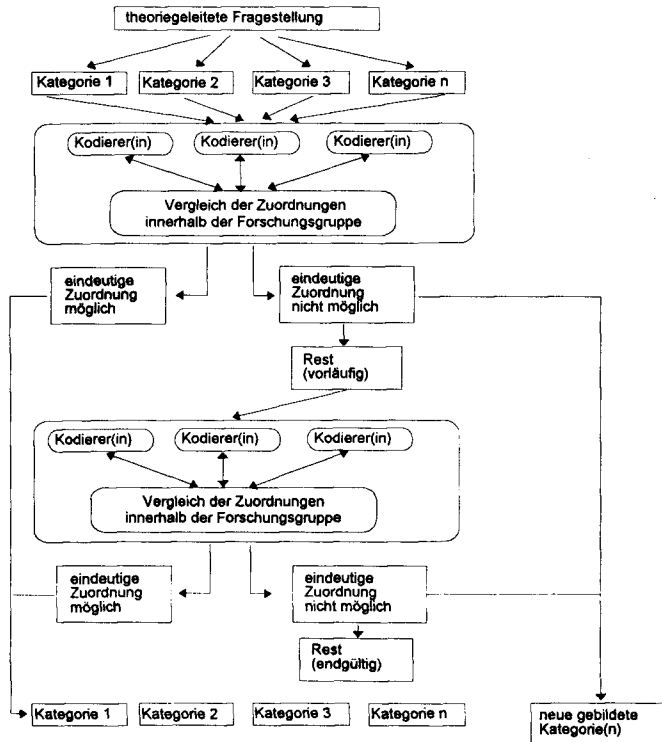 theoriegeleitete Fragestellung
Kategorie 1 Kategorie 2 Kategorie 3 Kategorie n
Kodierer(in) Kodierer(in) Kodierer(in)
Vergleich der Zuordnungen
innerhalb der Forschungsgruppe
eindeutige
Zuordnung
möglich
eindeutige
Zuordnung
nicht möglich
Rest
(vorläufig)
Kodierer(in) Kodierer(in) Kodierer(in)
Vergleich der Zuordnungen
innerhalb der Forschungsgruppe
eindeutige
Zuordnung
möglich
eindeutige
Zuordnung
nicht möglich
Rest
(endgültig)
Kategorie 1 Kategorie 2 Kategorie 3 Kategorie n
neue gebildete
Kategorie(n)